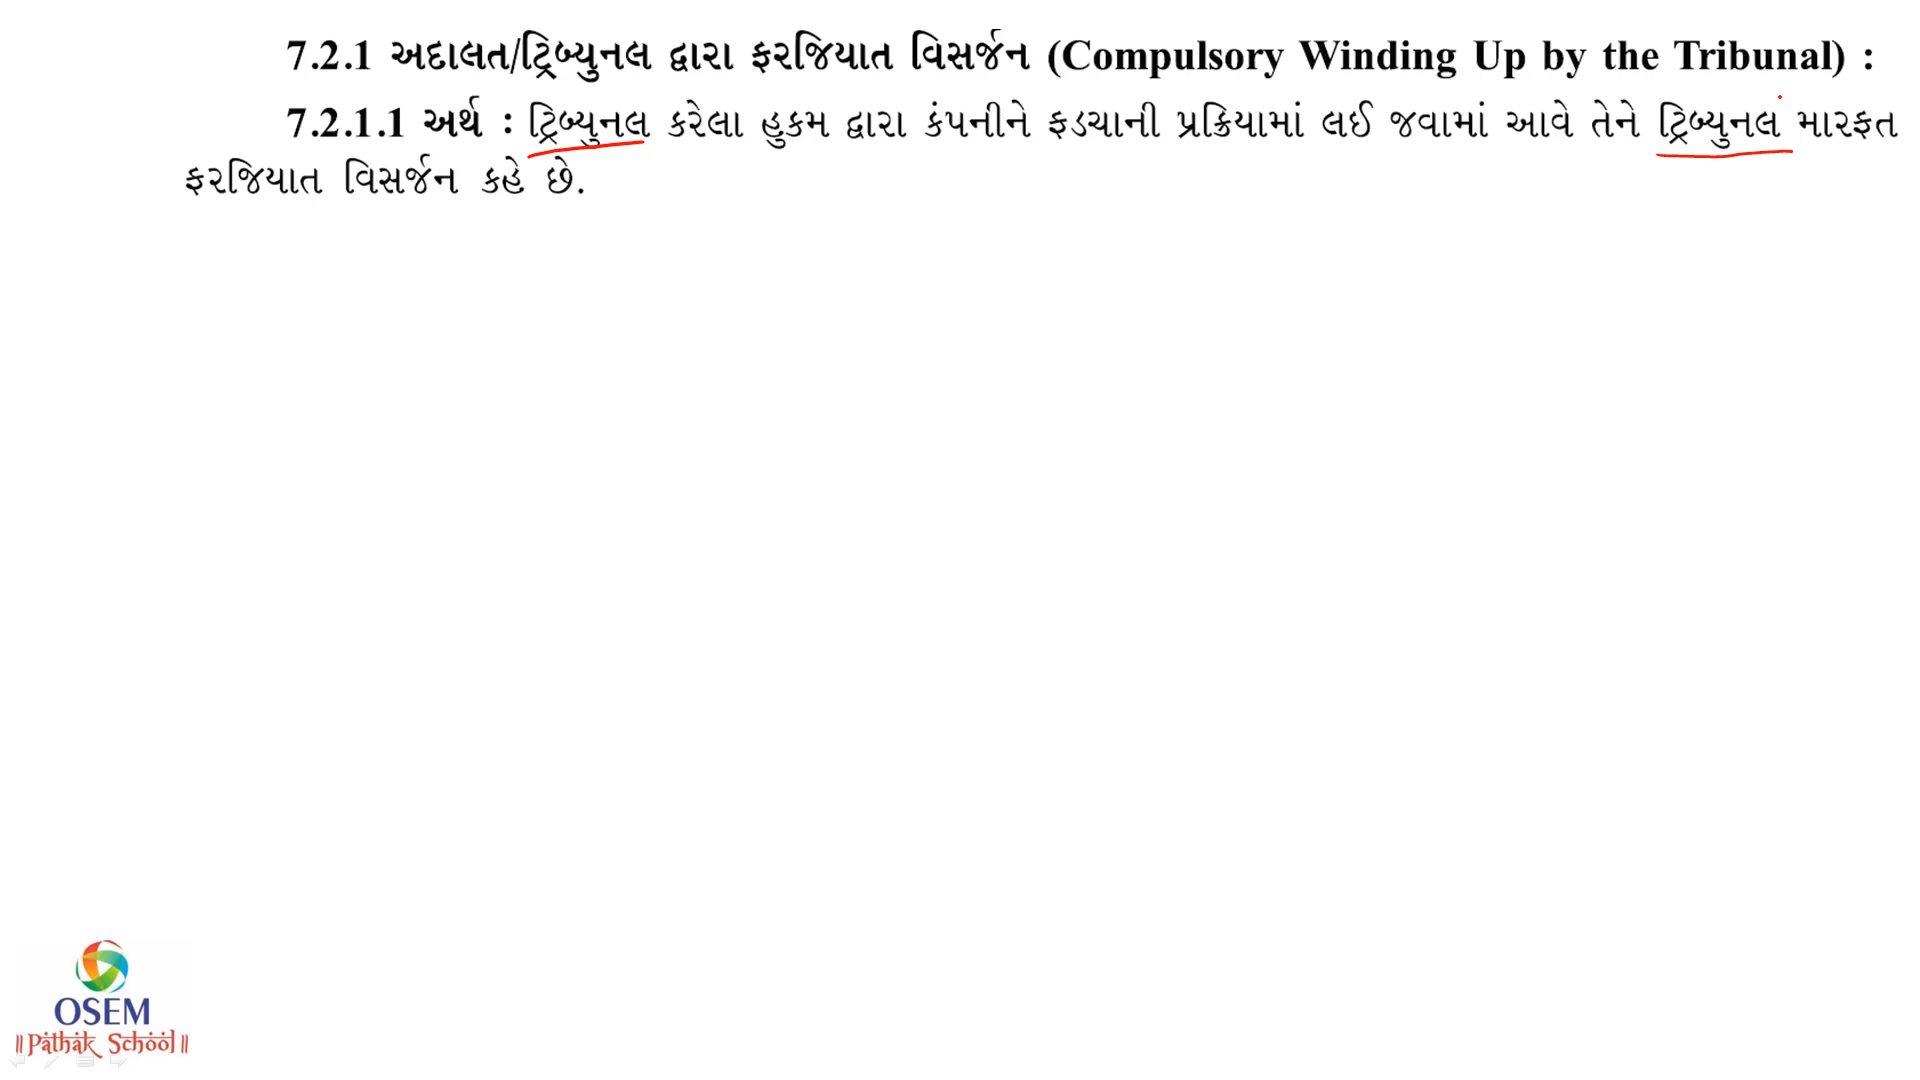 7.2.1 અદાલત/ટ્રિબ્યુનલ દ્વારા ફરજિયાત વિસર્જન (Compulsory Winding Up by the Tribunal) :
7.2.1.1 અર્થ : ટ્રિબ્યુનલ કરેલા હુકમ દ્વારા કંપનીને ફડચાની પ્રક્રિયામાં લઈ જવામાં આવે તેને ટ્રિબ્યુનલ મારફત
ફરજિયાત વિસર્જન કહે છે.
OSEM
॥Pathak School॥